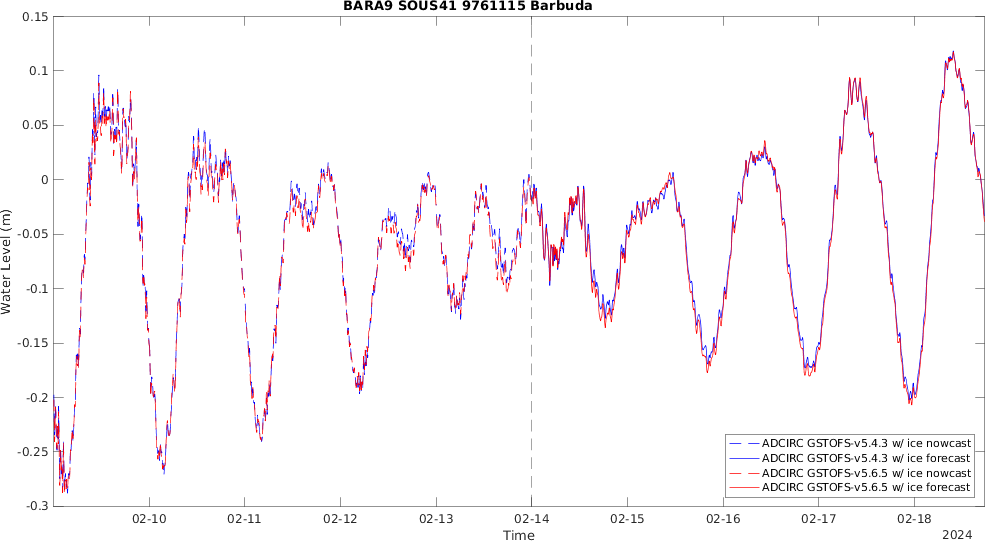 BARA9 SOUS41 9761115 Barbuda
0.15
0.1
0.05
0
-0.05
-0.1
-0.15
-0.2
-0.25
-0.3
Water Level (m)
ADCIRC GSTOFS-v5.4.3 w/ ice nowcast
ADCIRC GSTOFS-v5.4.3 w/ ice forecast
ADCIRC GSTOFS-v5.6.5 w/ ice nowcast
ADCIRC GSTOFS-v5.6.5 w/ ice forecast
02-10 02-11 02-12 02-13 02-14 02-15 02-16 02-17 02-18
Time
2024